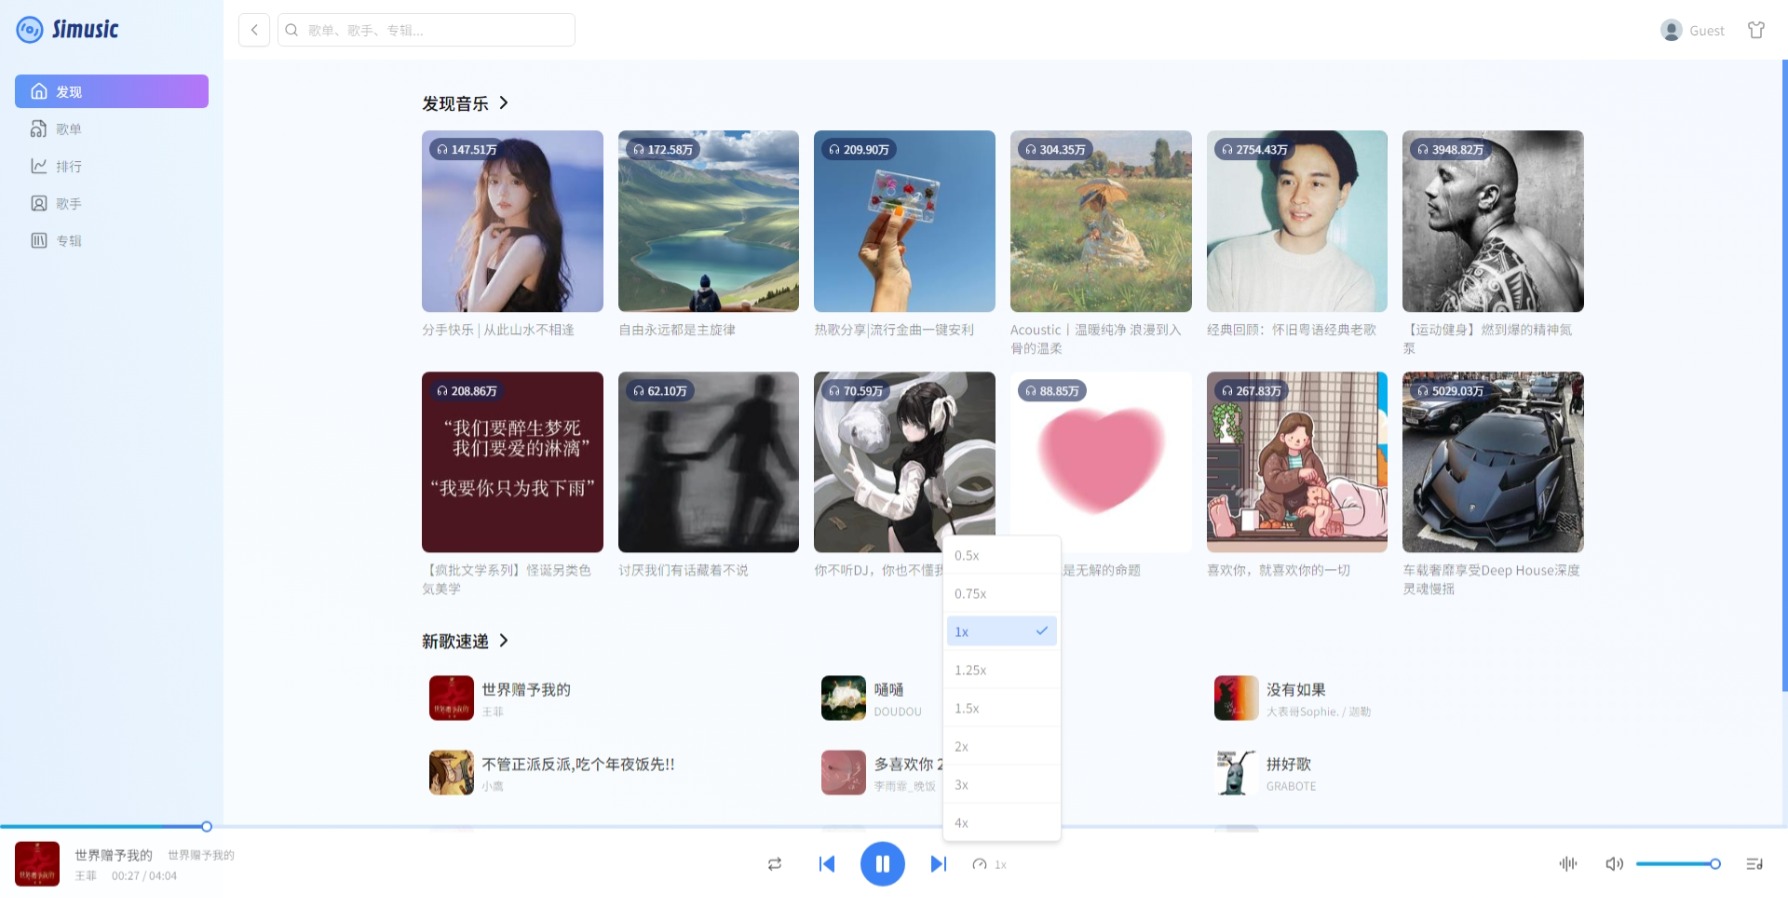 Simusic
歌单、歌手、专辑...
Guest
发现
歌单
排行
歌手
专辑
发现音乐
147.51万
172.58万
209.90万
304.35万
2754.43万
3948.82万
分手快乐 | 从此山水不相逢
自由永远都是主旋律
热歌分享|流行金曲一键安利
Acoustic丨温暖纯净 浪漫到入
骨的温柔
经典回顾：怀旧粤语经典老歌
【运动健身】燃到爆的精神氮
泵
208.86万
62.10万
70.59万
88.85万
267.83万
5029.03万
“我们要醉生梦死
我们要爱的淋漓”
“我要你只为我下雨”
【疯批文学系列】怪诞另类色
气美学
讨厌我们有话藏着不说
你不听DJ，你也不懂
是无解的命题
喜欢你，就喜欢你的一切
车载奢靡享受Deep House深度
灵魂慢摇
0.5x
0.75x
1x
1.25x
1.5x
2x
3x
4x
新歌速递
世界赠予我的
王菲
嗵嗵
DOUDOU
没有如果
大表哥Sophie. / 迦勒
不管正派反派,吃个年夜饭先!!
小鹰
多喜欢你 2
李雨霏_晚饭
拼好歌
GRABOTE
世界赠予我的 世界赠予我的
王菲 00:27 / 04:04
1x